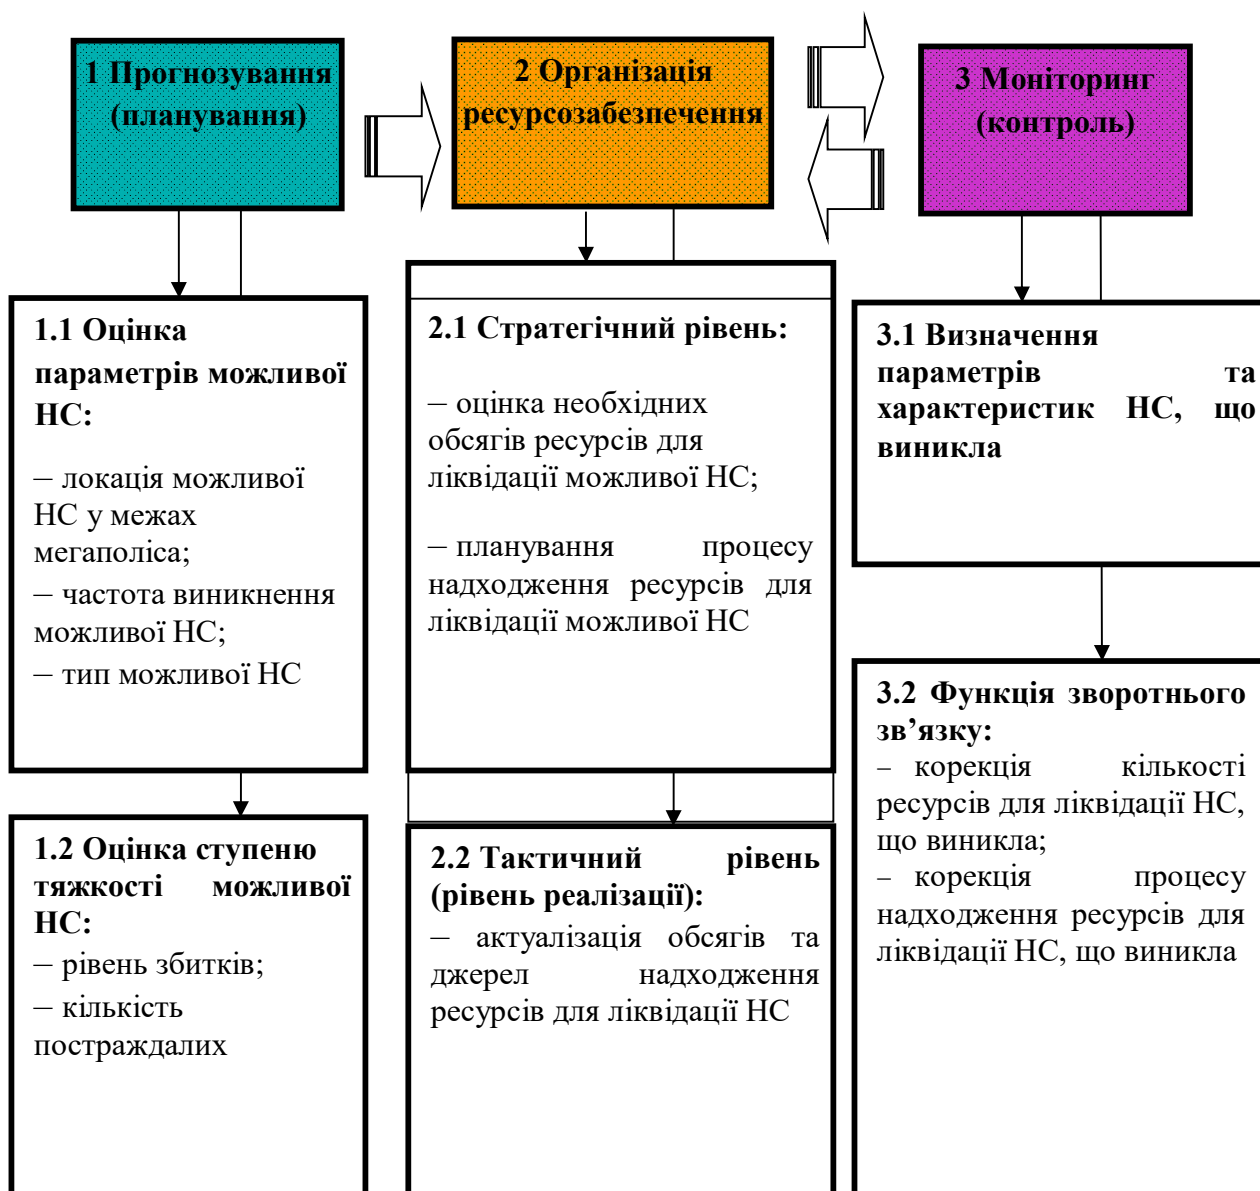 1 Прогнозування
(планування)
2 Організація
ресурсозабезпечення
3 Моніторинг
(контроль)
1.1 Оцінка
параметрів можливої
НС:
– локація можливої
НС у межах
мегаполіса;
– частота виникнення
можливої НС;
– тип можливої НС
1.2 Оцінка ступеню
тяжкості можливої
НС:
– рівень збитків;
– кількість
постраждалих
2.1 Стратегічний рівень:
– оцінка необхідних
обсягів ресурсів для
ліквідації можливої НС;
– планування процесу
надходження ресурсів для
ліквідації можливої НС
2.2 Тактичний рівень
(рівень реалізації):
– актуалізація обсягів та
джерел надходження
ресурсів для ліквідації НС
3.1 Визначення
параметрів та
характеристик НС, що
виникла
3.2 Функція зворотнього
зв’язку:
– корекція кількості
ресурсів для ліквідації НС,
що виникла;
– корекція процесу
надходження ресурсів для
ліквідації НС, що виникла